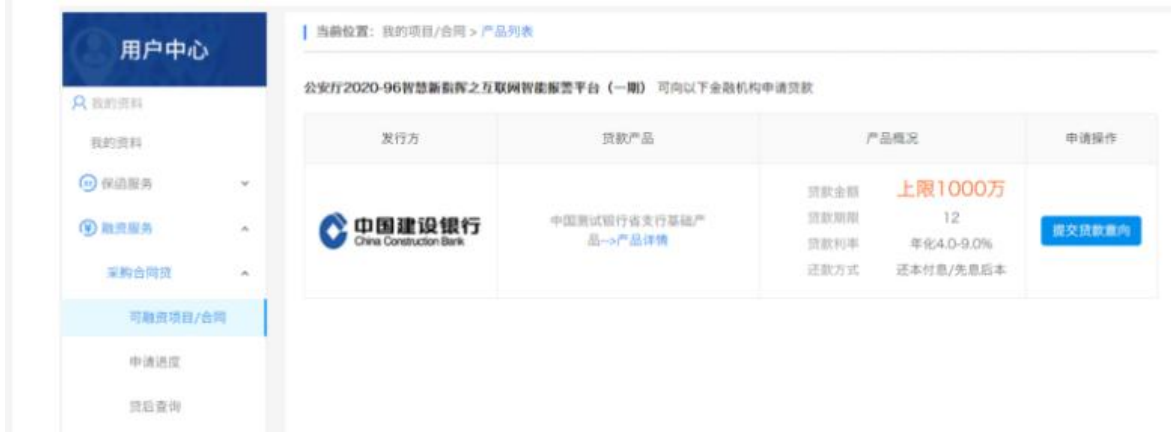 用户中心
我的资料
我的资料
保函服务
融资服务
采购合同贷
可融资项目/合同
申请进度
贷后查询
当前位置：我的项目/合同 > 产品列表
公安厅2020-96智慧新指挥之互联网智能报警平台（一期） 可向以下金融机构申请贷款
发行方 贷款产品 产品概况 申请操作
中国建设银行
China Construction Bank
中国测试银行省支行基础产
品-->产品详情
贷款金额 上限1000万
贷款期限 12
贷款利率 年化4.0-9.0%
还款方式 还本付息/先息后本
提交贷款意向